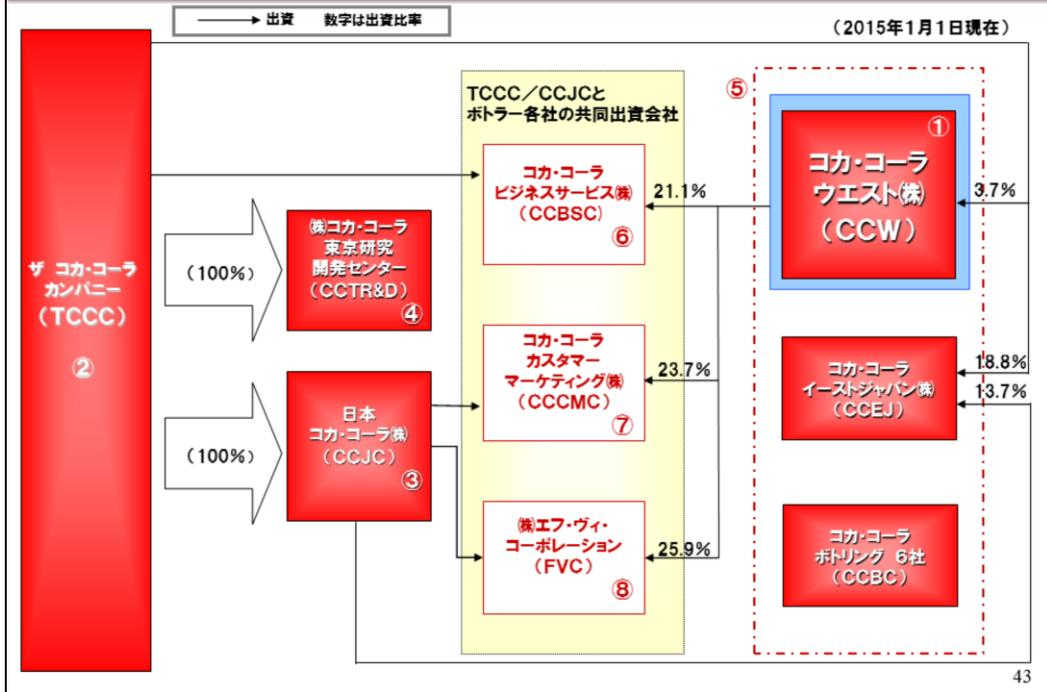 出資 数字は出資比率
(2015年1月1日現在)
ザ コカ・コーラ
カンパニー
(TCCC)
②
(100%)
(100%)
㈱コカ・コーラ
東京研究
開発センター
(CCTR&D)
④
日本
コカ・コーラ㈱
(CCJC)
③
TCCC/CCJCと
ボトラー各社の共同出資会社
コカ・コーラ
ビジネスサービス㈱
(CCBSC)
⑥
21.1%
コカ・コーラ
カスタマー
マーケティング㈱
(CCCMC)
⑦
23.7%
㈱エフ・ヴィ・
コーポレーション
(FVC)
⑧
25.9%
⑤
①
コカ・コーラ
ウエスト㈱
(CCW)
3.7%
コカ・コーラ
イーストジャパン㈱
(CCEJ)
18.8%
13.7%
コカ・コーラ
ボトリング 6社
(CCBC)
43